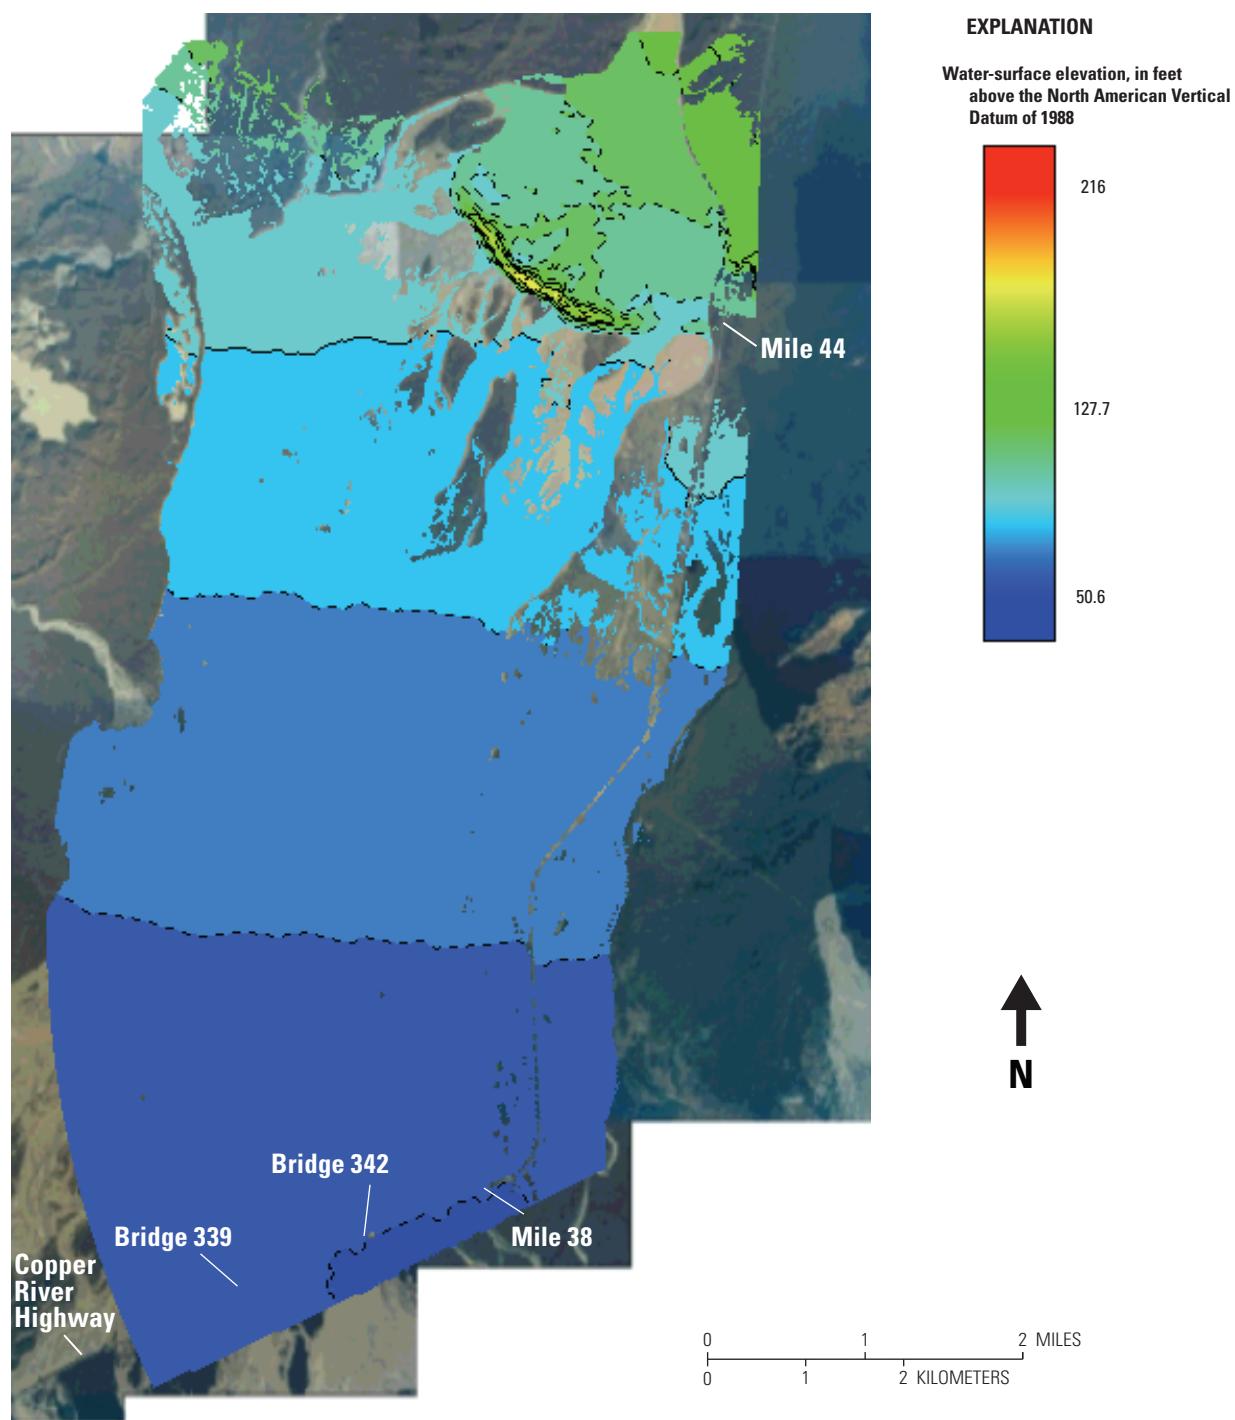 EXPLANATION
Water-surface elevation, in feet
above the North American Vertical
Datum of 1988
216
127.7
50.6
Mile 44
N
Bridge 342
Bridge 339
Mile 38
Copper
River
Highway
0 1 2 MILES
0 1 2 KILOMETERS